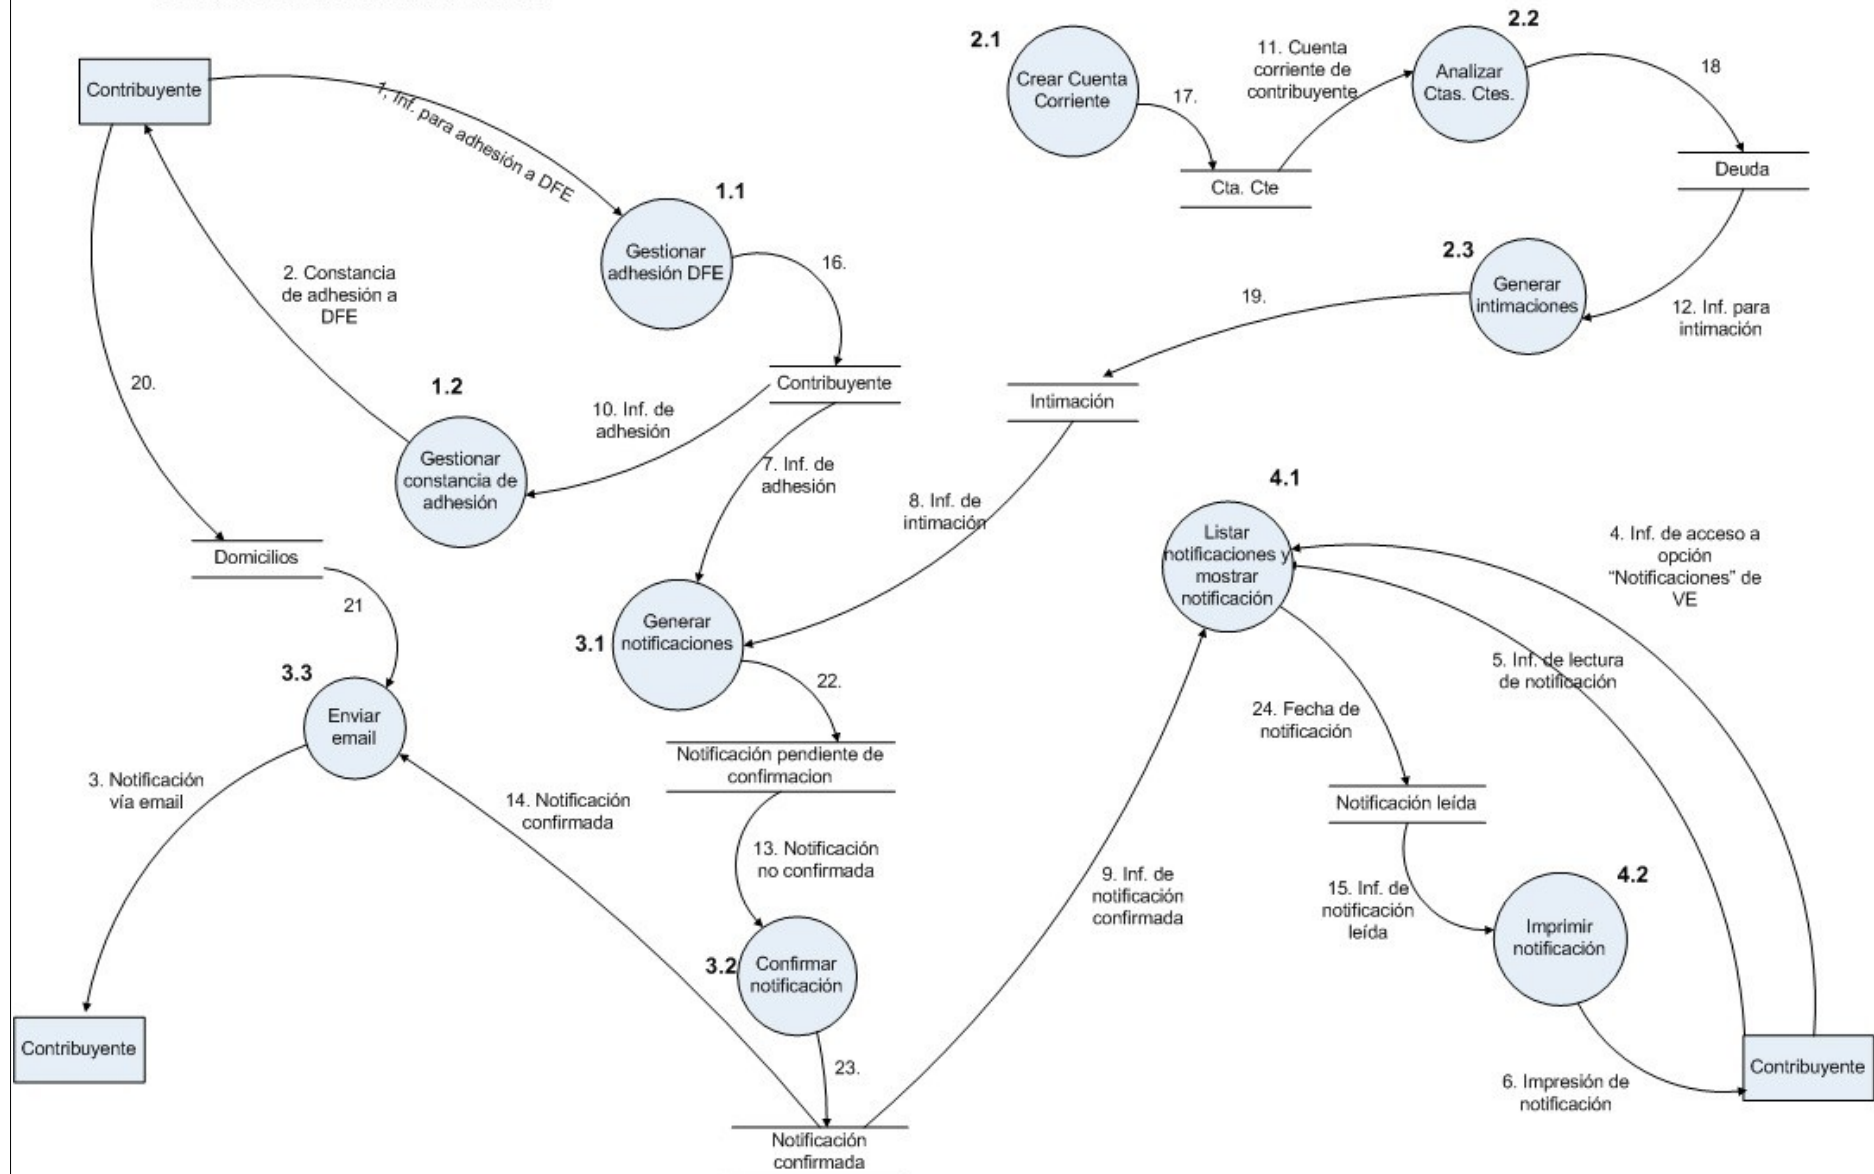 2.2
2.1
Crear Cuenta
Corriente
17.
11. Cuenta
corriente de
contribuyente
Analizar
Ctas. Ctes.
18
Contribuyente
1, Inf. para adhesión a DFE
Cta. Cte
Deuda
1.1
Gestionar
adhesión DFE
16.
2.3
Generar
intimaciones
19.
12. Inf. para
intimación
2. Constancia
de adhesión a
DFE
20.
1.2
Gestionar
constancia de
adhesión
10. Inf. de
adhesión
Contribuyente
Intimación
7. Inf. de
adhesión
8. Inf. de
intimación
4.1
Listar
notificaciones y
mostrar
notificación
4. Inf. de acceso a
opción
“Notificaciones” de
VE
Domicilios
21
3.1
Generar
notificaciones
22.
5. Inf. de lectura
de notificación
3.3
Enviar
email
24. Fecha de
notificación
3. Notificación
vía email
14. Notificación
confirmada
Notificación pendiente de
confirmacion
Notificación leída
13. Notificación
no confirmada
9. Inf. de
notificación
confirmada
15. Inf. de
notificación
leída
4.2
Imprimir
notificación
3.2
Confirmar
notificación
Contribuyente
23.
6. Impresión de
notificación
Contribuyente
Notificación
confirmada